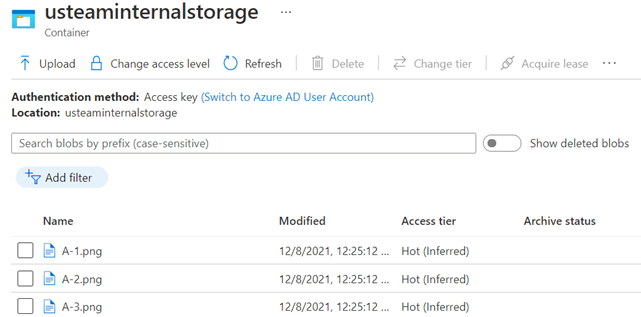 usteaminternalstorage ...
Container
Upload Change access level Refresh Delete Change tier Acquire lease ...
Authentication method: Access key (Switch to Azure AD User Account)
Location: usteaminternalstorage
Search blobs by prefix (case-sensitive) Show deleted blobs
Add filter
Name Modified Access tier Archive status
A-1.png 12/8/2021, 12:25:12 ... Hot (Inferred)
A-2.png 12/8/2021, 12:25:12 ... Hot (Inferred)
A-3.png 12/8/2021, 12:25:12 ... Hot (Inferred)